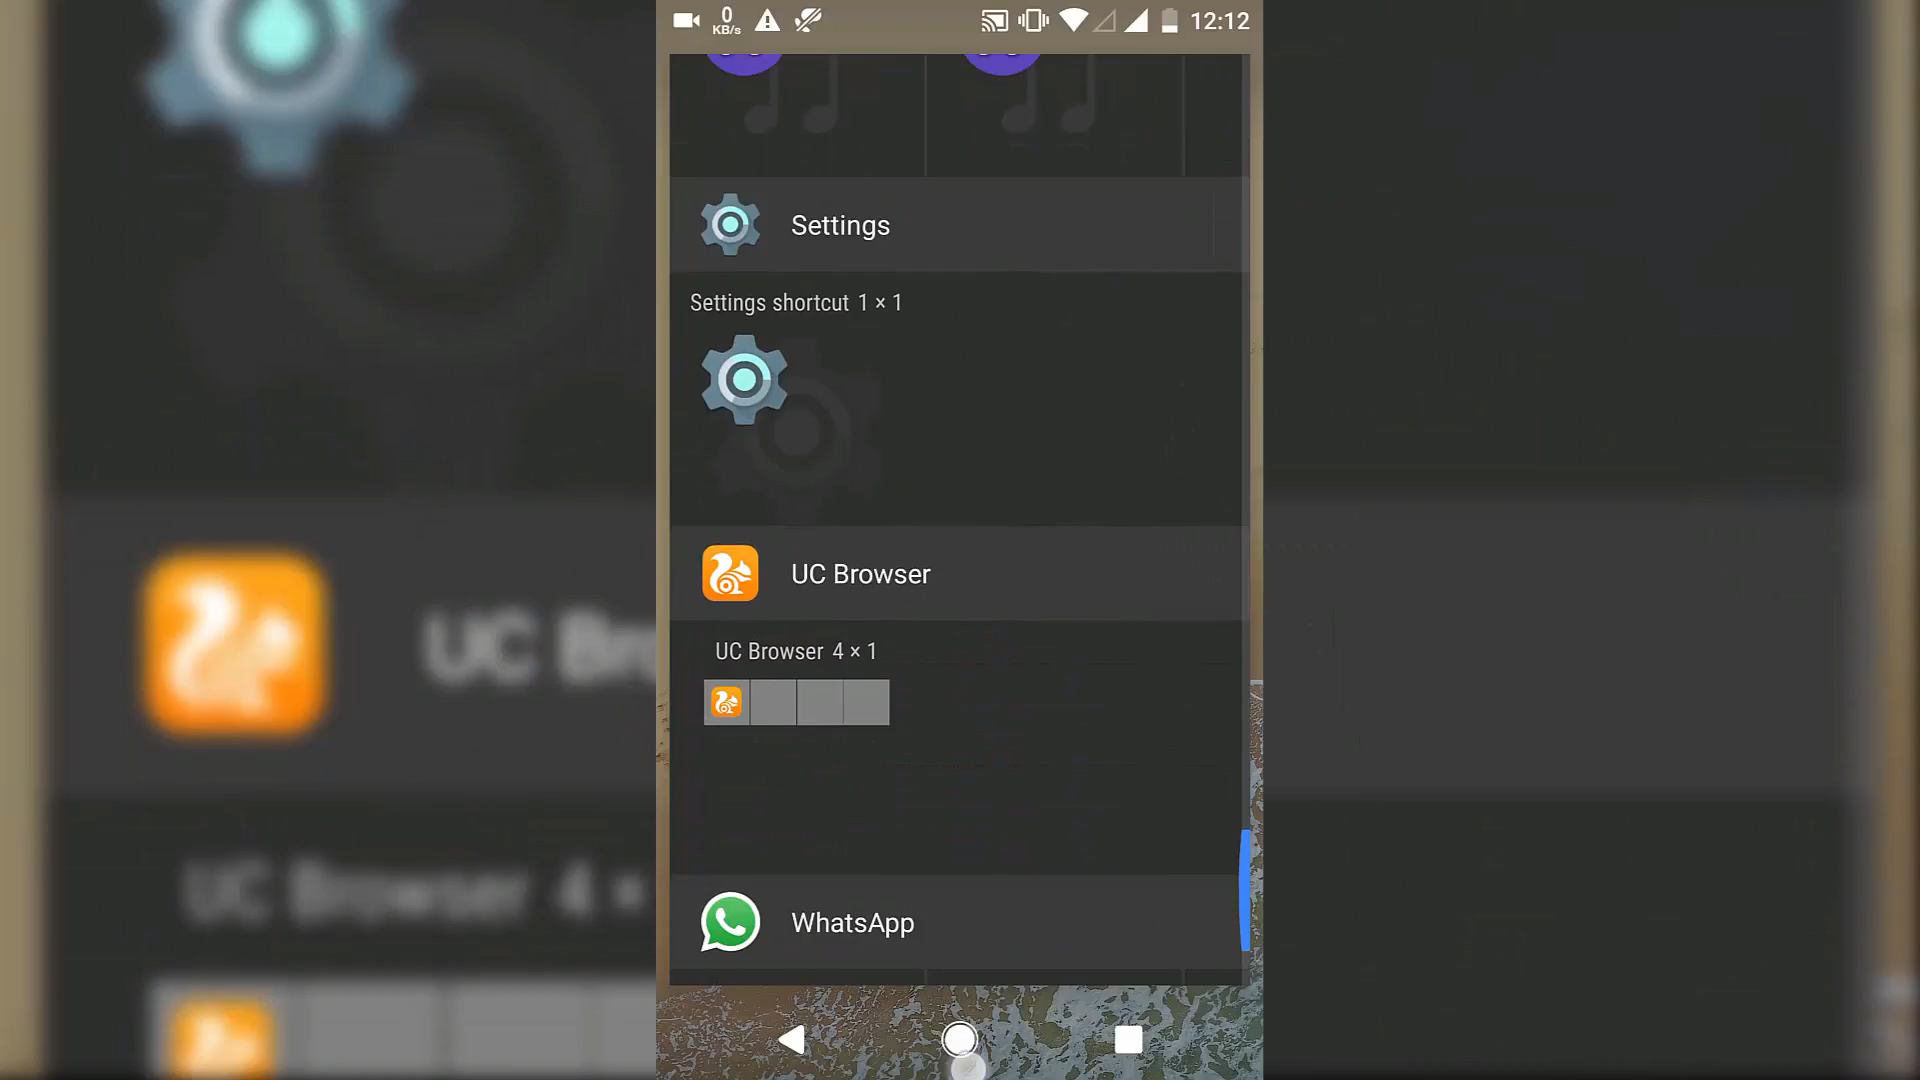 0
KB/s
12:12
Settings
Settings shortcut 1 × 1
UC Browser
UC Browser 4 × 1
WhatsApp
UC Bro
UC Browser 4 ×